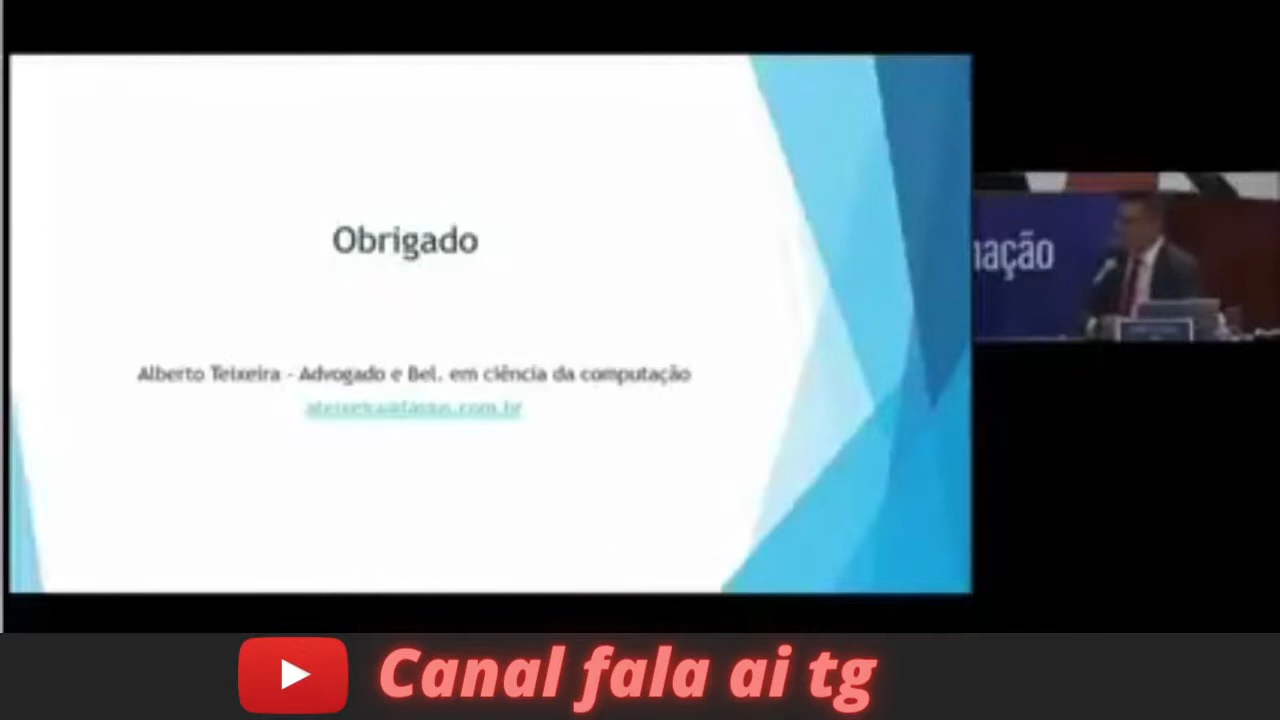 Obrigado
Alberto Teixeira - Advogado e Bel. em ciência da computação
nação
Canal fala ai tg